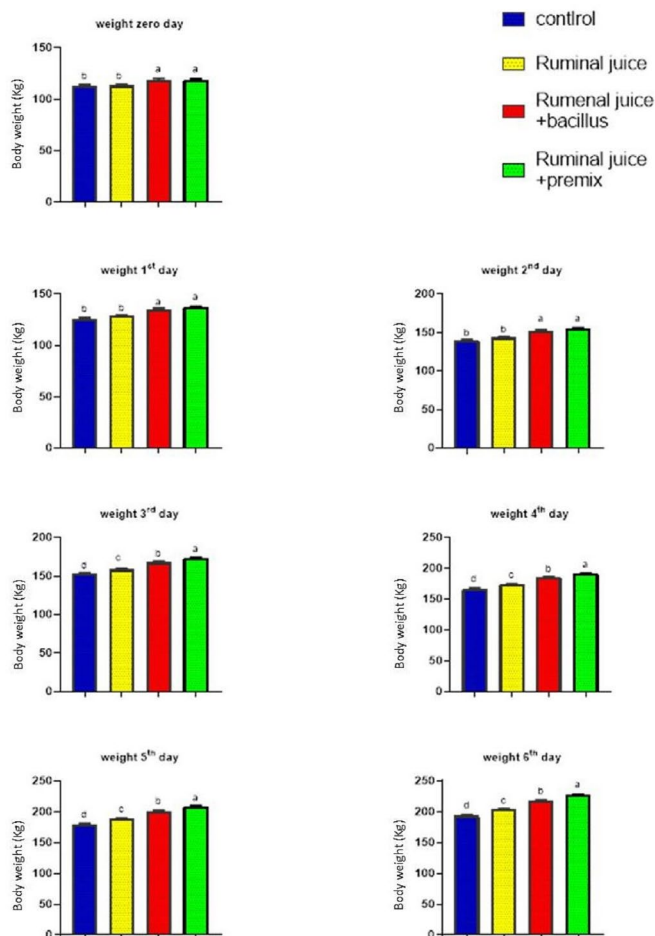 weight zero day
Body weight (Kg)
150
100
50
0
b b a a
contlrol
Ruminal juice
Rumenal juice
+bacillus
Ruminal juice
+premix
weight 1st day
Body weight (Kg)
150
100
50
0
b b a a
weight 2nd day
Body weight (Kg)
200
150
100
50
0
b b a a
weight 3rd day
Body weight (Kg)
200
150
100
50
0
d c b a
weight 4th day
Body weight (Kg)
250
200
150
100
50
0
d c b a
weight 5th day
Body weight (Kg)
250
200
150
100
50
0
d c b a
weight 6th day
Body weight (Kg)
250
200
150
100
50
0
d c b a